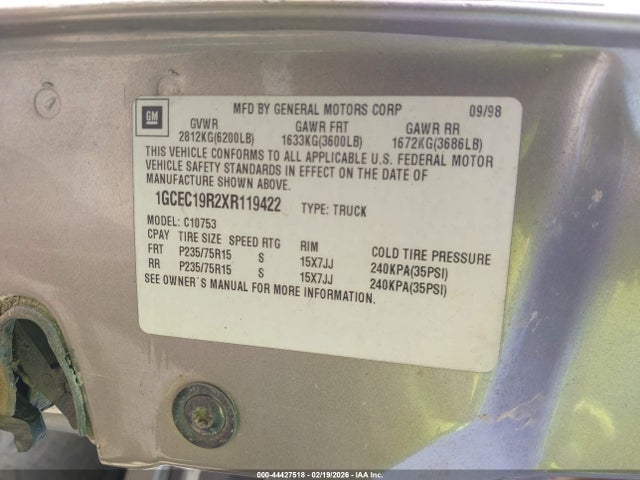 GM
MFD BY GENERAL MOTORS CORP 09/98
GVWR GAWR FRT GAWR RR
2812KG(6200LB) 1633KG(3600LB) 1672KG(3686LB)
THIS VEHICLE CONFORMS TO ALL APPLICABLE U.S. FEDERAL MOTOR
VEHICLE SAFETY STANDARDS IN EFFECT ON THE DATE OF
MANUFACTURE SHOWN ABOVE.
1GCEC19R2XR119422 TYPE: TRUCK
MODEL: C10753
CPAY TIRE SIZE SPEED RTG RIM COLD TIRE PRESSURE
FRT P235/75R15 S 15X7JJ 240KPA(35PSI)
RR P235/75R15 S 15X7JJ 240KPA(35PSI)
SEE OWNER'S MANUAL FOR MORE INFORMATION.
000-44427518 - 02/19/2026 - IAA Inc.